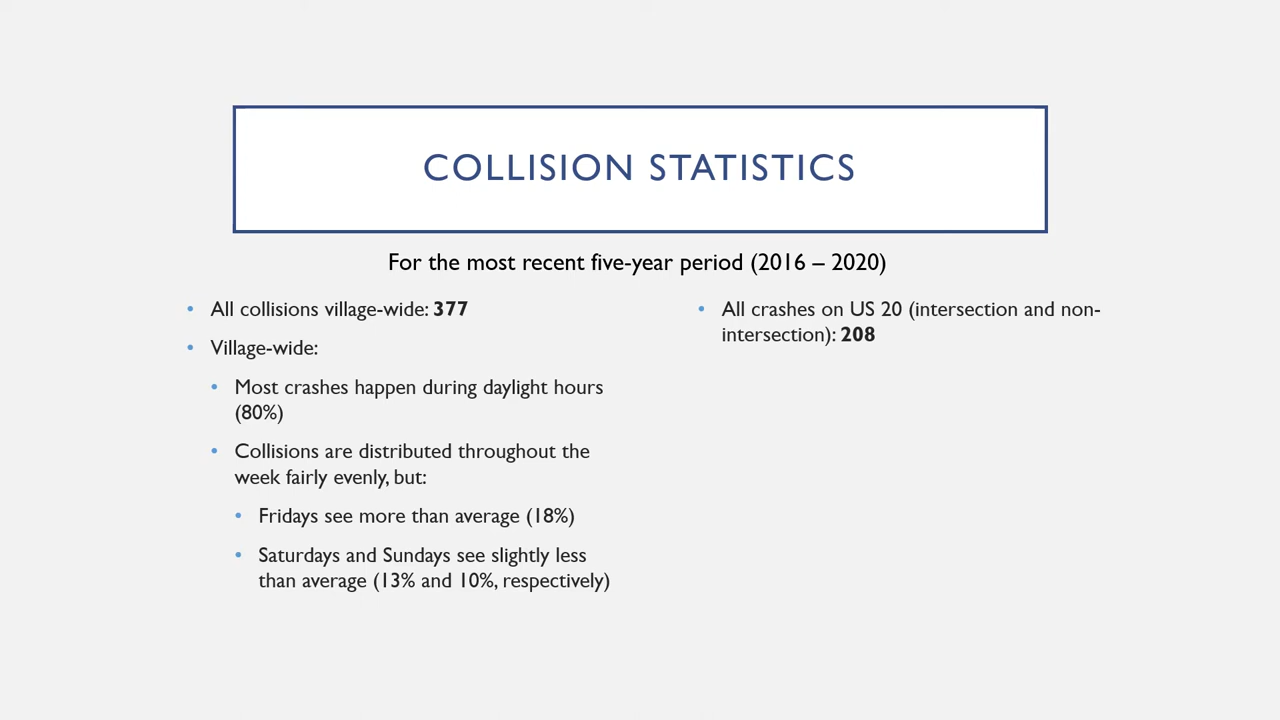 COLLISION STATISTICS
For the most recent five-year period (2016 – 2020)
• All collisions village-wide: 377
• Village-wide:
• Most crashes happen during daylight hours
(80%)
• Collisions are distributed throughout the
week fairly evenly, but:
• Fridays see more than average (18%)
• Saturdays and Sundays see slightly less
than average (13% and 10%, respectively)
• All crashes on US 20 (intersection and non-
intersection): 208